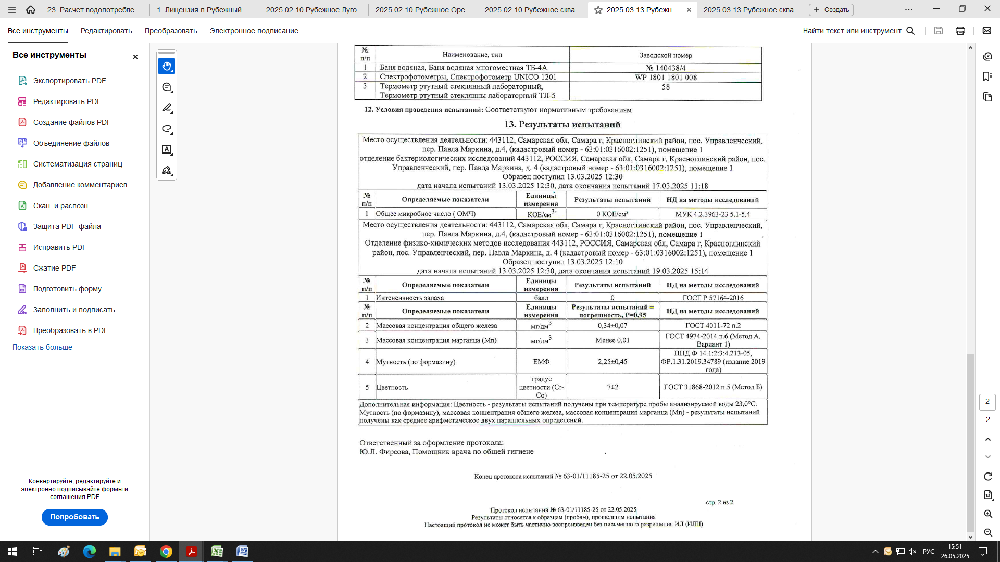 23. Расчет водопотребле...
1. Лицензия п.Рубежный ...
2025.02.10 Рубежное Луго...
2025.02.10 Рубежное Оре...
2025.02.10 Рубежное сква...
2025.03.13 Рубежн...
2025.03.13 Рубежное сква...
Создать
Все инструменты
Редактировать
Преобразовать
Электронное подписание
Найти текст или инструмент
Все инструменты
Экспортировать PDF
Редактировать PDF
Создание файлов PDF
Объединение файлов
Систематизация страниц
Добавление комментариев
Скан. и распозн.
Защита PDF-файла
Исправить PDF
Сжатие PDF
Подготовить форму
Заполнить и подписать
Преобразовать в PDF
Показать больше
Конвертируйте, редактируйте и
электронно подписывайте формы и
соглашения PDF
Попробовать
№ п/п Наименование, тип Заводской номер
1 Баня водяная, Баня водяная многоместная ТБ-4А № 140438/4
2 Спектрофотометры, Спектрофотометр UNICO 1201 WP 1801 1801 008
3 Термометр ртутный стеклянный лабораторный, 58
Термометр ртутный стеклянны лабораторный ТЛ-5
12. Условия проведения испытаний: Соответствуют нормативным требованиям
13. Результаты испытаний
Место осуществления деятельности: 443112, Самарская обл, Самара г, Красноглинский район, пос. Управленческий,
пер. Павла Маркина, д.4, (кадастровый номер - 63:01:0316002:1251), помещение 1
отделение бактериологических исследований 443112, РОССИЯ, Самарская обл, Самара г, Красноглинский район, пос.
Управленческий, пер. Павла Маркина, д. 4 (кадастровый номер - 63:01:0316002:1251), помещение 1
Образец поступил 13.03.2025 12:30
дата начала испытаний 13.03.2025 12:30, дата окончания испытаний 17.03.2025 11:18
№ п/п Определяемые показатели Единицы измерения Результаты испытаний НД на методы исследований
1 Общее микробное число ( ОМЧ) КОЕ/см3 0 КОЕ/см³ МУК 4.2.3963-23 5.1-5.4
Место осуществления деятельности: 443112, Самарская обл, Самара г, Красноглинский район, пос. Управленческий,
пер. Павла Маркина, д.4, (кадастровый номер - 63:01:0316002:1251), помещение 1
Отделение физико-химических методов исследования 443112, РОССИЯ, Самарская обл, Самара г, Красноглинский
район, пос. Управленческий, пер. Павла Маркина, д. 4 (кадастровый номер - 63:01:0316002:1251), помещение 1
Образец поступил 13.03.2025 12:10
дата начала испытаний 13.03.2025 12:30, дата окончания испытаний 19.03.2025 15:14
№ п/п Определяемые показатели Единицы измерения Результаты испытаний НД на методы исследований
1 Интенсивность запаха балл 0 ГОСТ Р 57164-2016
№ п/п Определяемые показатели Единицы измерения Результаты испытаний ± погрешность, P=0,95 НД на методы исследований
2 Массовая концентрация общего железа мг/дм3 0,34±0,07 ГОСТ 4011-72 п.2
3 Массовая концентрация марганца (Mn) мг/дм3 Менее 0,01 ГОСТ 4974-2014 п.6 (Метод А, Вариант 1)
4 Мутность (по формазину) ЕМФ 2,25±0,45 ПНД Ф 14.1:2:3:4.213-05, ФР.1.31.2019.34789 (издание 2019 года)
5 Цветность градус цветности (Cr-Co) 7±2 ГОСТ 31868-2012 п.5 (Метод Б)
Дополнительная информация: Цветность - результаты испытаний получены при температуре пробы анализируемой воды 23,0°С.
Мутность (по формазину), массовая концентрация общего железа, массовая концентрация марганца (Mn) - результаты испытаний
получены как среднее арифметическое двух параллельных определений.
Ответственный за оформление протокола:
Ю.Л. Фирсова, Помощник врача по общей гигиене
Конец протокола испытаний № 63-01/11185-25 от 22.05.2025
стр. 2 из 2
Протокол испытаний № 63-01/11185-25 от 22.05.2025
Результаты относятся к образцам (пробам), прошедшим испытания
Настоящий протокол не может быть частично воспроизведен без письменного разрешения ИЛ (ИЛЦ)
2
2
РУС
15:51
26.05.2025